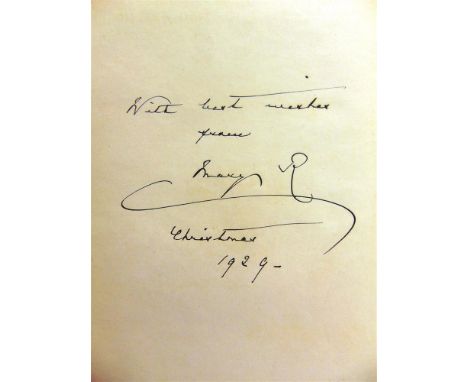 With best wishes
from
Mary R
Christmas
1929-